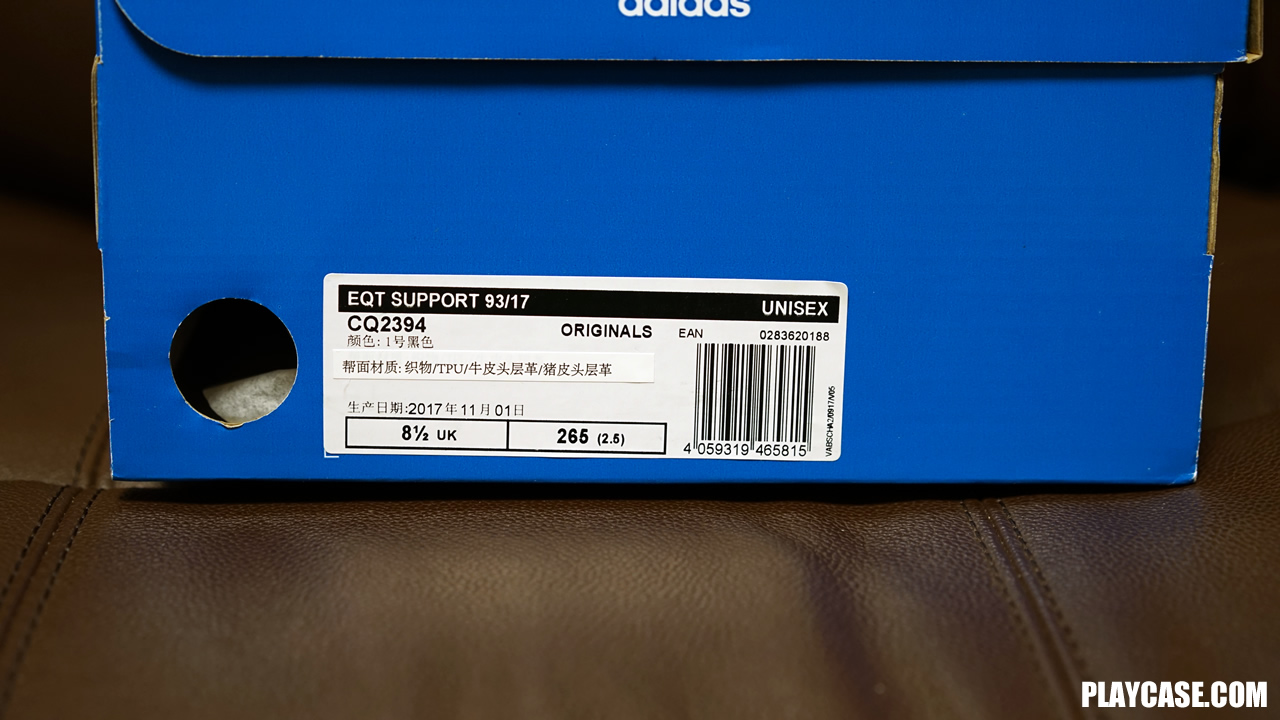 adidas
EQT SUPPORT 93/17
UNISEX
CQ2394
ORIGINALS
EAN
0283620188
颜色: 1号黑色
帮面材质: 织物/TPU/牛皮头层革/猪皮头层革
生产日期:2017年11月01日
8½ UK
265 (2.5)
4 059319 465815
VABSCHA2/0917/V05
PLAYCASE.COM